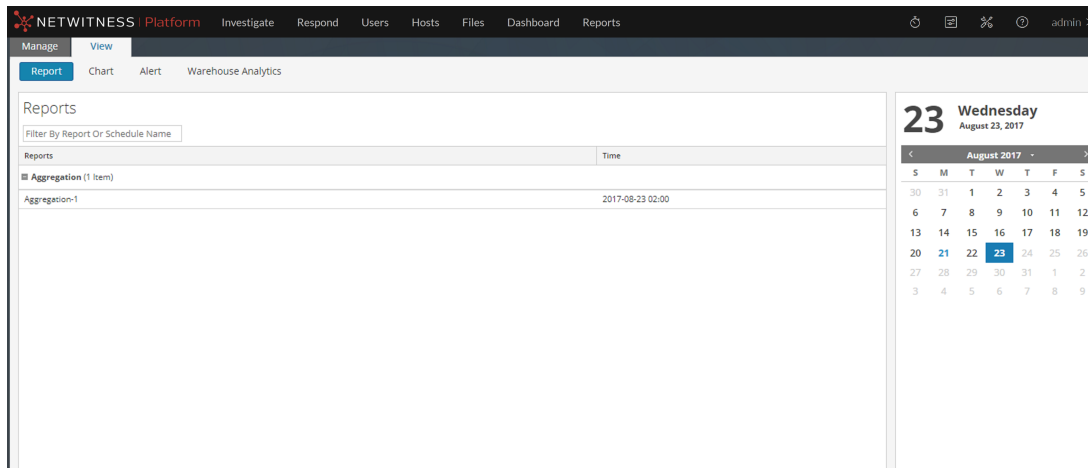 NETWITNESS Platform Investigate Respond Users Hosts Files Dashboard Reports admin
Manage View
Report Chart Alert Warehouse Analytics
Reports
Filter By Report Or Schedule Name
Reports Time
Aggregation (1 Item)
Aggregation-1 2017-08-23 02:00
23 Wednesday
August 23, 2017
August 2017
S M T W T F S
30 31 1 2 3 4 5
6 7 8 9 10 11 12
13 14 15 16 17 18 19
20 21 22 23 24 25 26
27 28 29 30 31 1 2
3 4 5 6 7 8 9